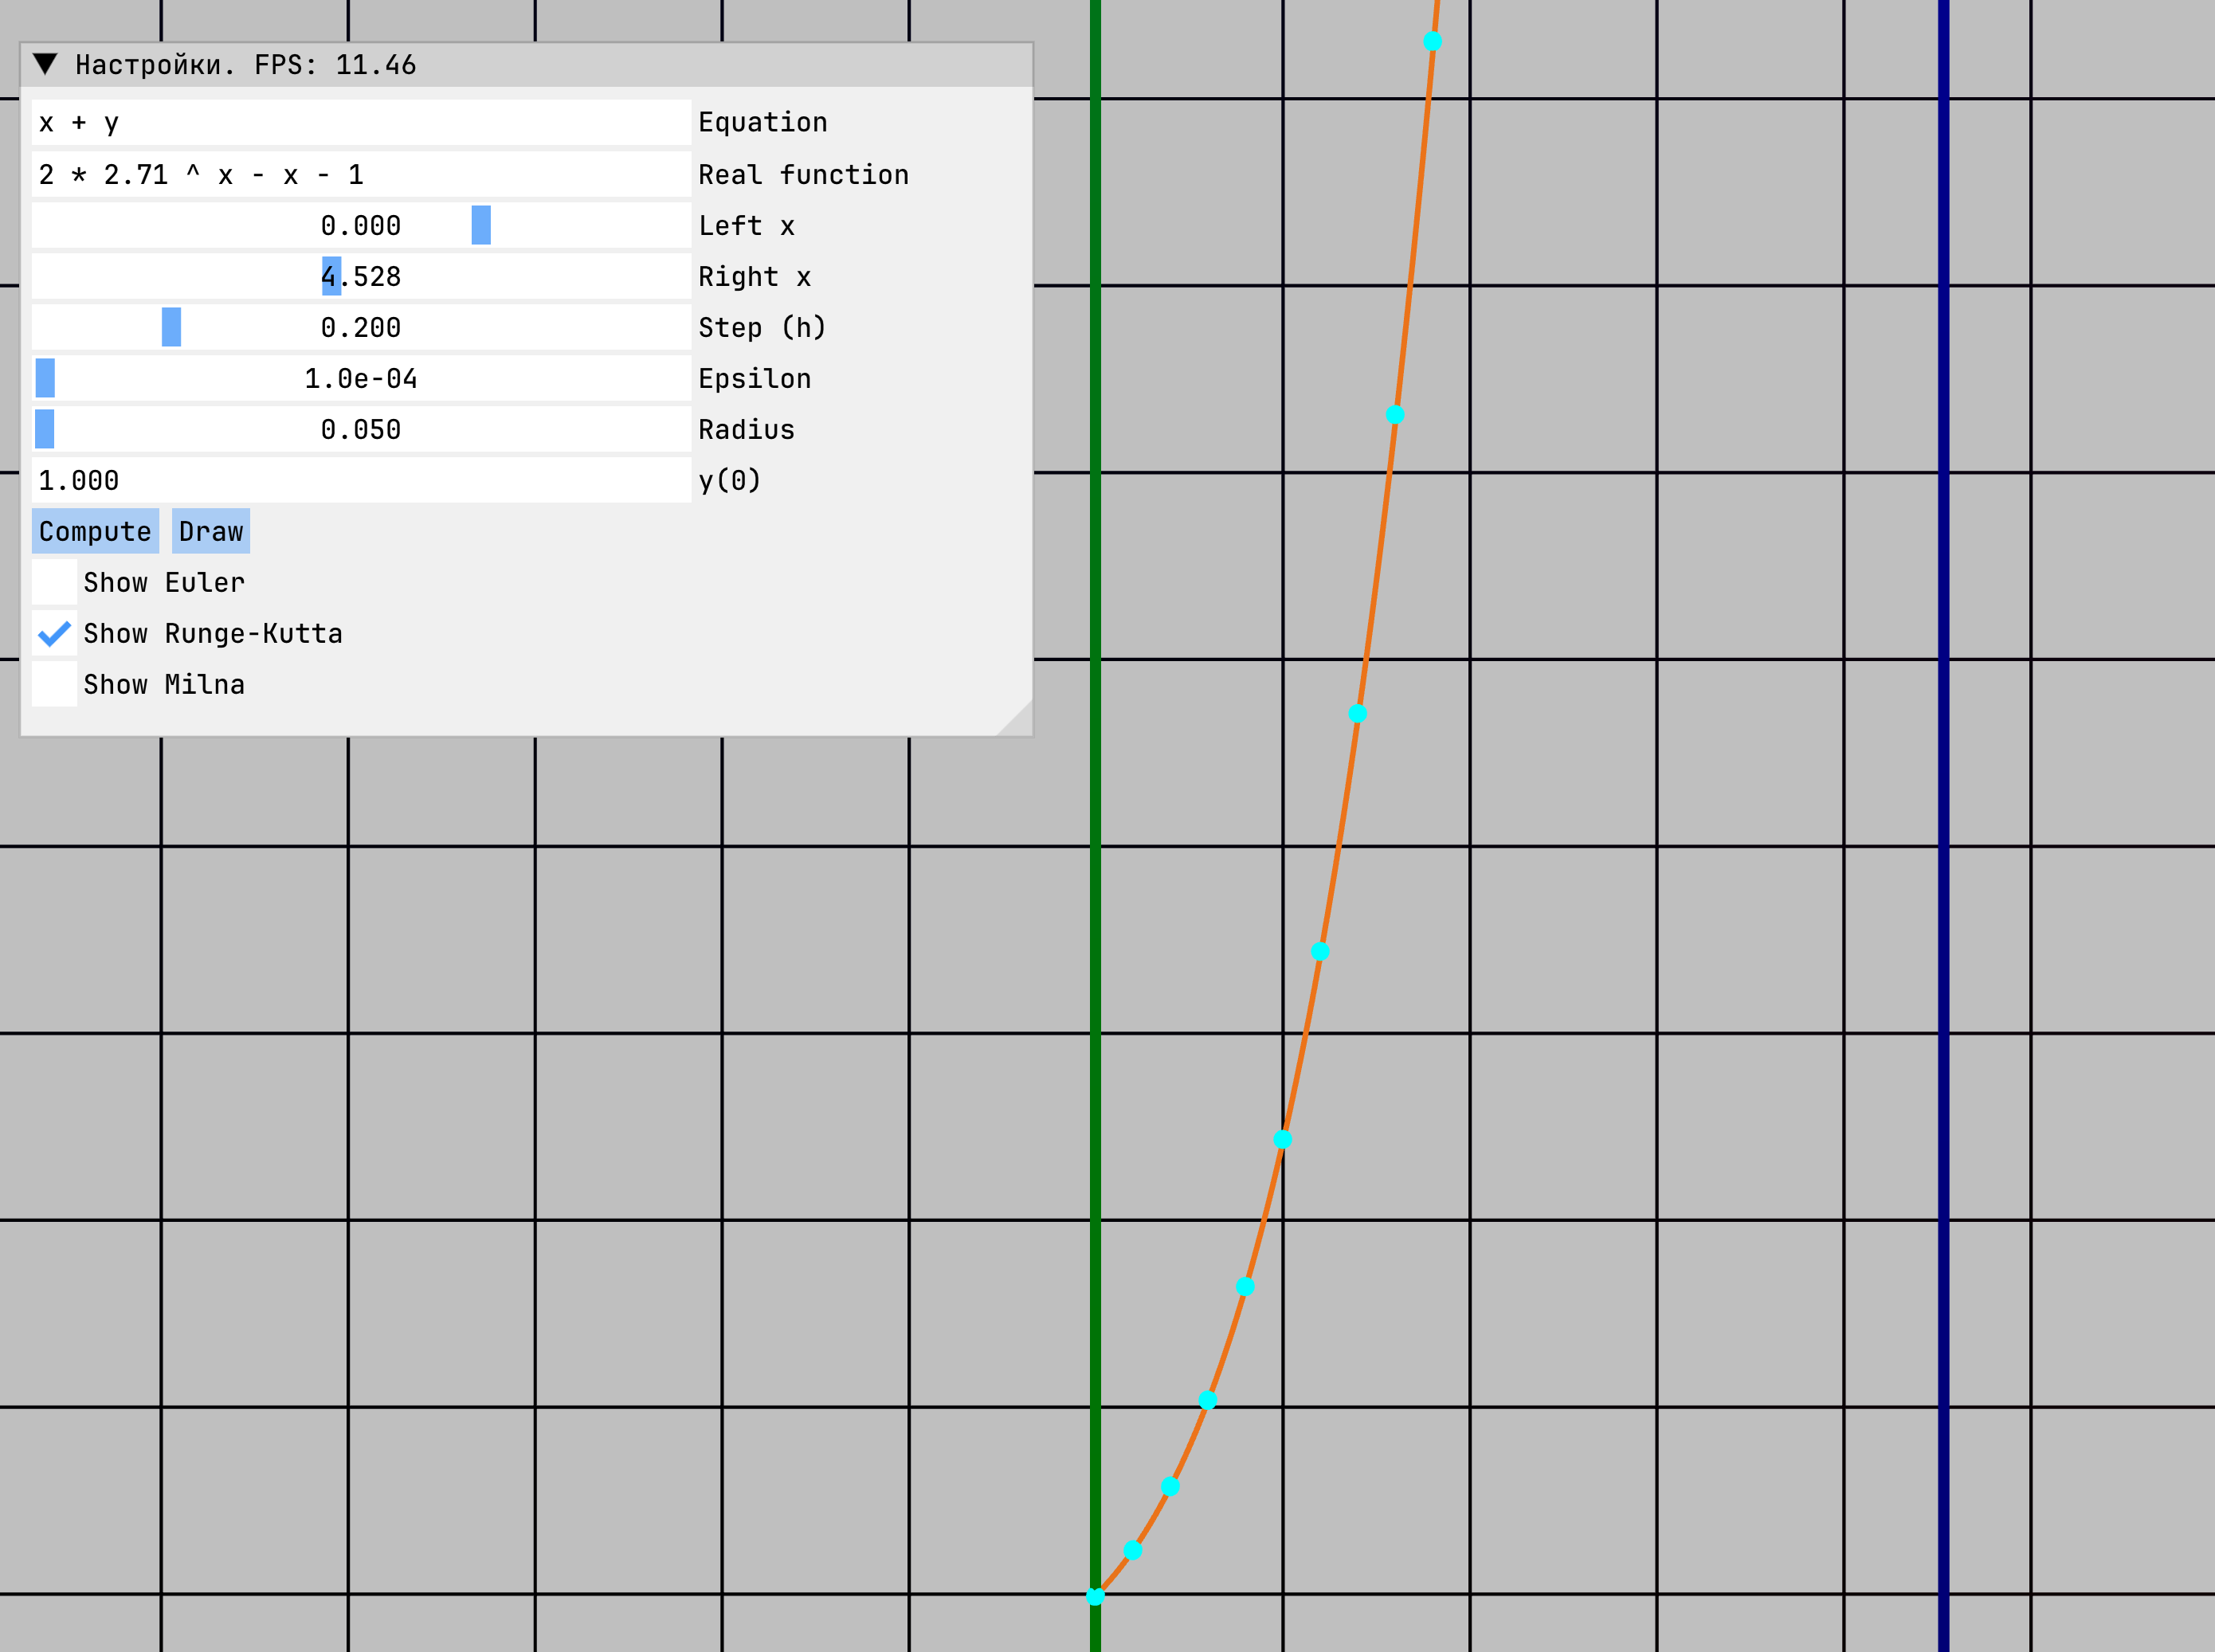 Настройки. FPS: 11.46
x + y Equation
2 * 2.71 ^ x - x - 1 Real function
0.000 Left x
4.528 Right x
0.200 Step (h)
1.0e-04 Epsilon
0.050 Radius
1.000 y(0)
Compute Draw
Show Euler
Show Runge-Kutta
Show Milna